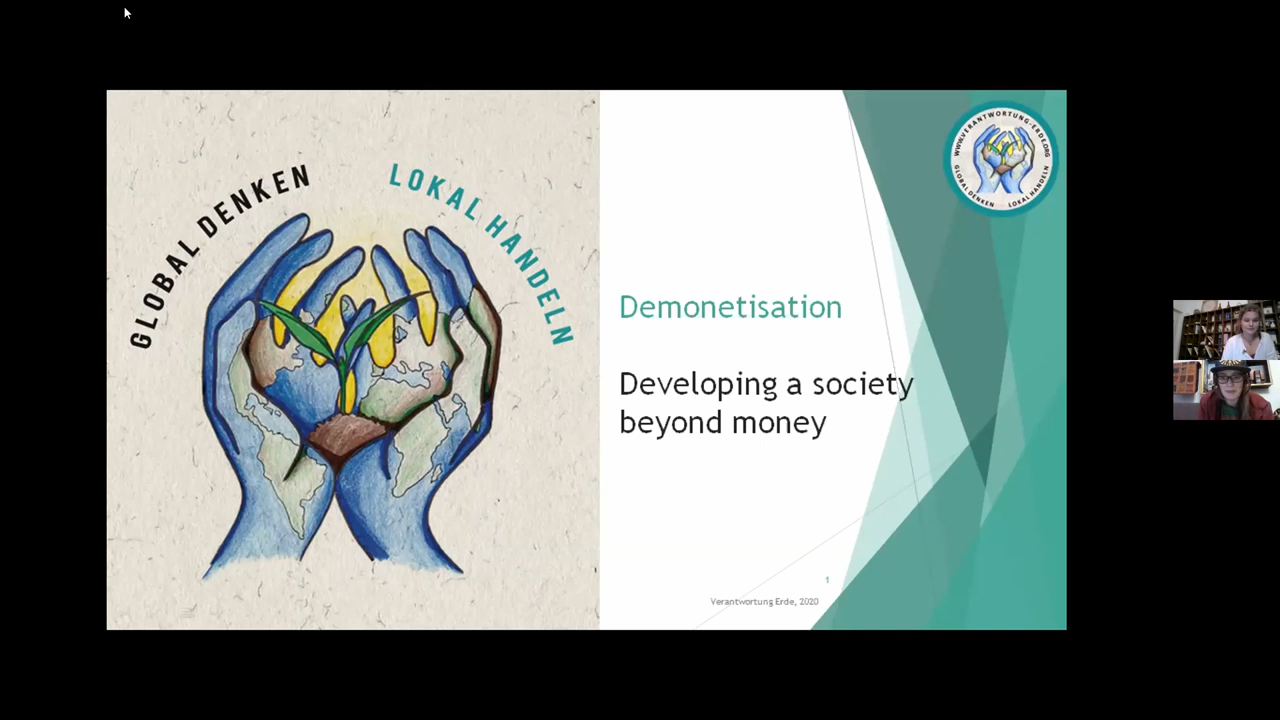 GLOBAL DENKEN
LOKAL HANDELN
WWW.VERANTWORTUNG-ERDE.ORG
GLOBAL DENKEN
LOKAL HANDELN
Demonetisation
Developing a society
beyond money
1
Verantwortung Erde, 2020